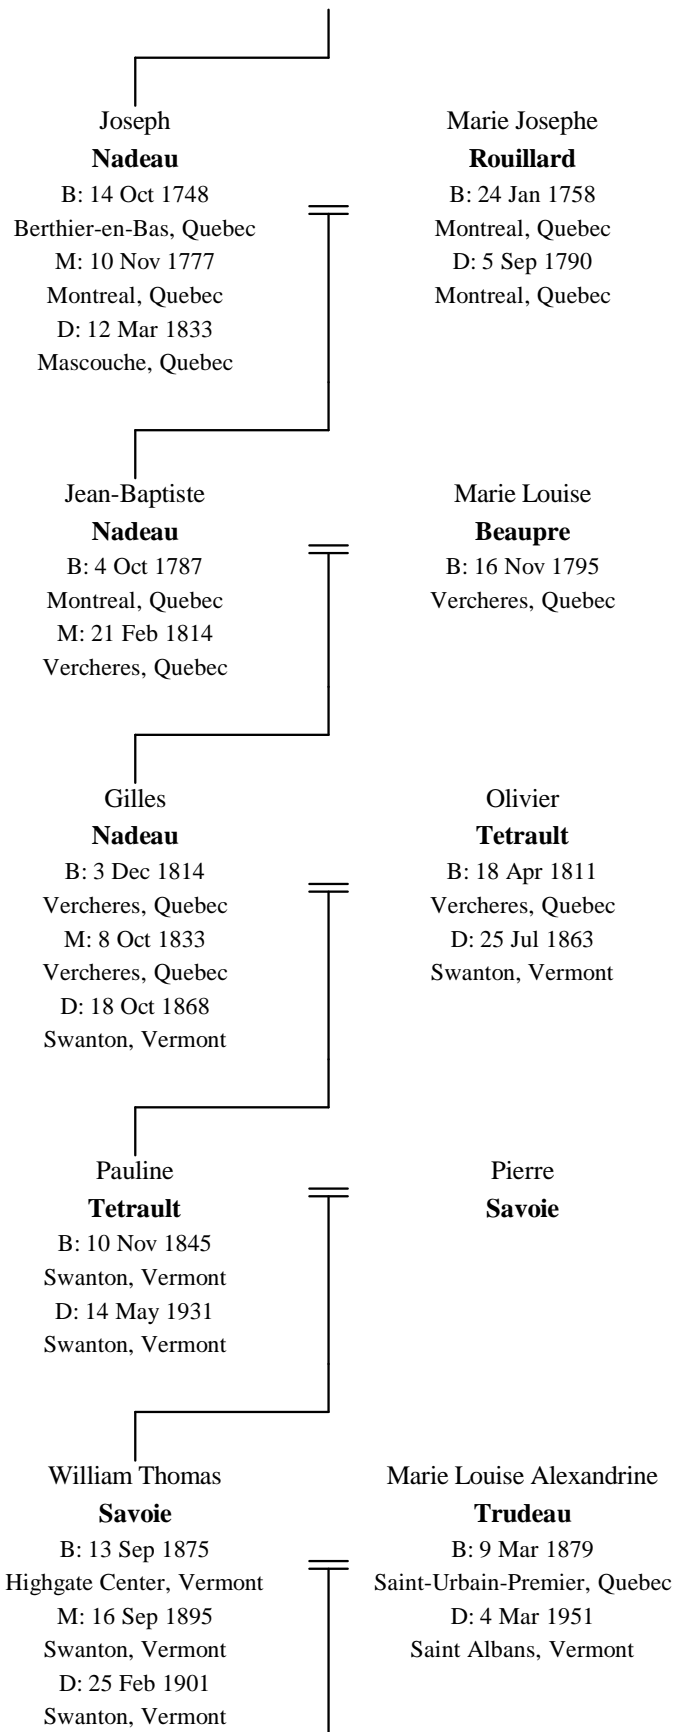 Joseph
Nadeau
B: 14 Oct 1748
Berthier-en-Bas, Quebec
M: 10 Nov 1777
Montreal, Quebec
D: 12 Mar 1833
Mascouche, Quebec
Marie Josephe
Rouillard
B: 24 Jan 1758
Montreal, Quebec
D: 5 Sep 1790
Montreal, Quebec
Jean-Baptiste
Nadeau
B: 4 Oct 1787
Montreal, Quebec
M: 21 Feb 1814
Vercheres, Quebec
Marie Louise
Beaupre
B: 16 Nov 1795
Vercheres, Quebec
Gilles
Nadeau
B: 3 Dec 1814
Vercheres, Quebec
M: 8 Oct 1833
Vercheres, Quebec
D: 18 Oct 1868
Swanton, Vermont
Olivier
Tetrault
B: 18 Apr 1811
Vercheres, Quebec
D: 25 Jul 1863
Swanton, Vermont
Pauline
Tetrault
B: 10 Nov 1845
Swanton, Vermont
D: 14 May 1931
Swanton, Vermont
Pierre
Savoie
William Thomas
Savoie
B: 13 Sep 1875
Highgate Center, Vermont
M: 16 Sep 1895
Swanton, Vermont
D: 25 Feb 1901
Swanton, Vermont
Marie Louise Alexandrine
Trudeau
B: 9 Mar 1879
Saint-Urbain-Premier, Quebec
D: 4 Mar 1951
Saint Albans, Vermont